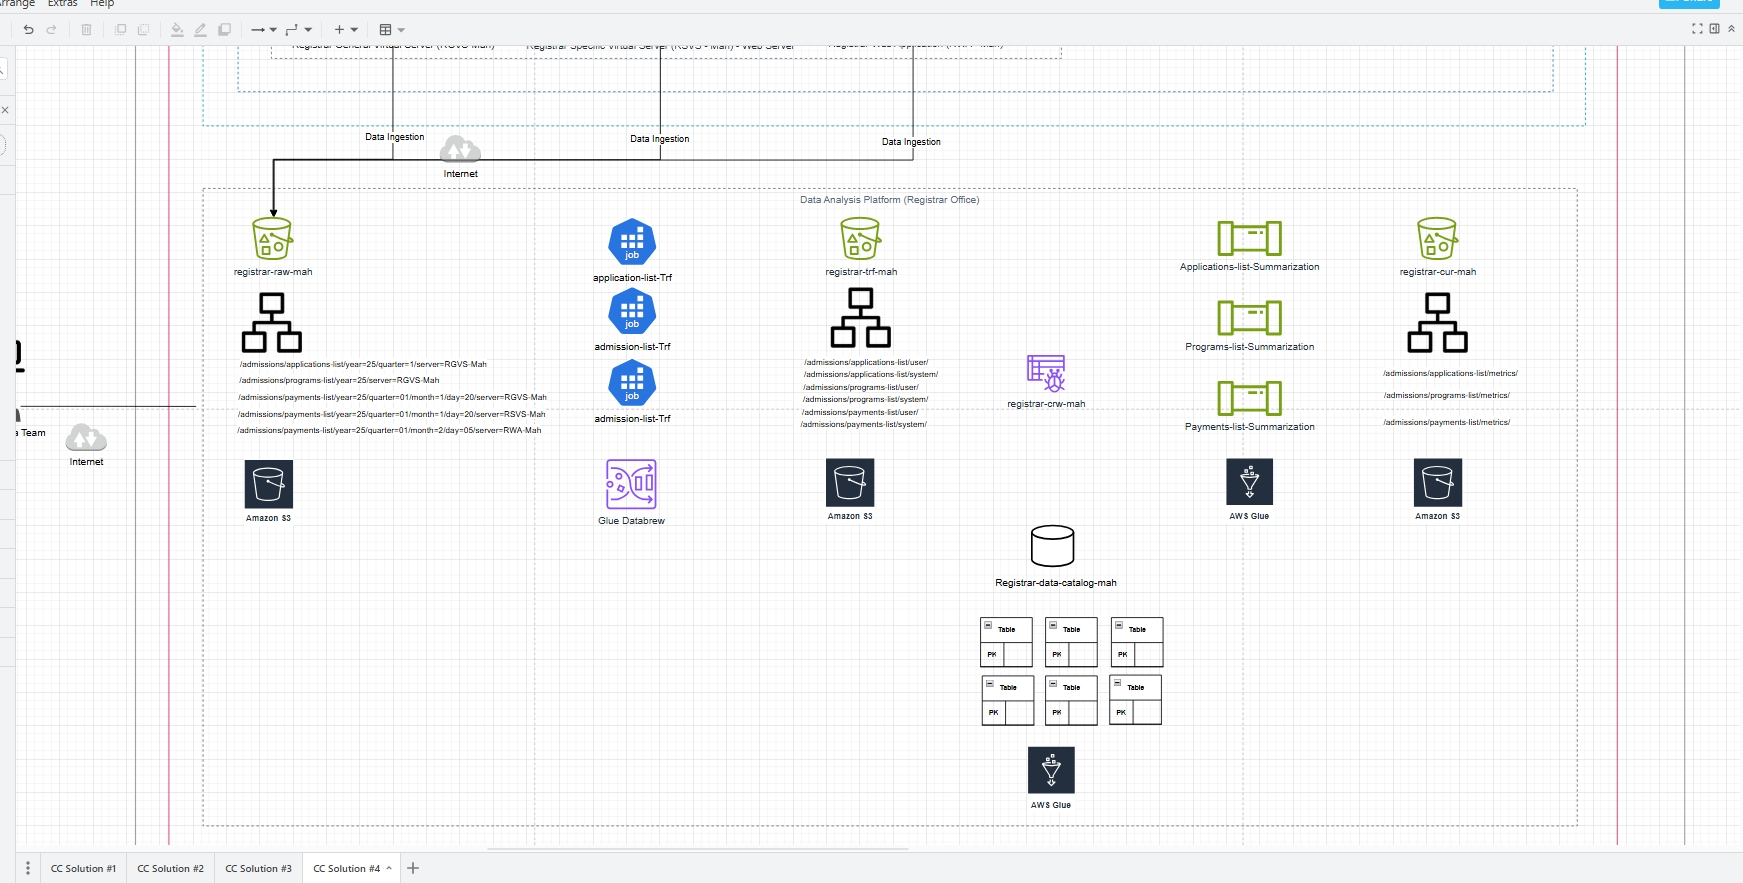 Arrange
Extras
Help
Data Ingestion
Data Ingestion
Data Ingestion
Internet
Data Analysis Platform (Registrar Office)
registrar-raw-mah
application-list-Trf
registrar-trf-mah
Applications-list-Summarization
registrar-cur-mah
job
job
job
admission-list-Trf
admission-list-Trf
Programs-list-Summarization
Payments-list-Summarization
/admissions/applications-list/year=25/quarter=1/server=RGVS-Mah
/admissions/programs-list/year=25/server=RGVS-Mah
/admissions/payments-list/year=25/quarter=01/month=1/day=20/server=RGVS-Mah
/admissions/payments-list/year=25/quarter=01/month=1/day=20/server=RSVS-Mah
/admissions/payments-list/year=25/quarter=01/month=2/day=05/server=RWA-Mah
/admissions/applications-list/user/
/admissions/applications-list/system/
/admissions/programs-list/user/
/admissions/programs-list/system/
/admissions/payments-list/user/
/admissions/payments-list/system/
registrar-crw-mah
/admissions/applications-list/metrics/
/admissions/programs-list/metrics/
/admissions/payments-list/metrics/
Team
Internet
Amazon S3
Glue Databrew
Amazon S3
AWS Glue
Amazon S3
Registrar-data-catalog-mah
Table
Table
Table
PK
PK
PK
Table
Table
Table
PK
PK
PK
AWS Glue
CC Solution #1
CC Solution #2
CC Solution #3
CC Solution #4